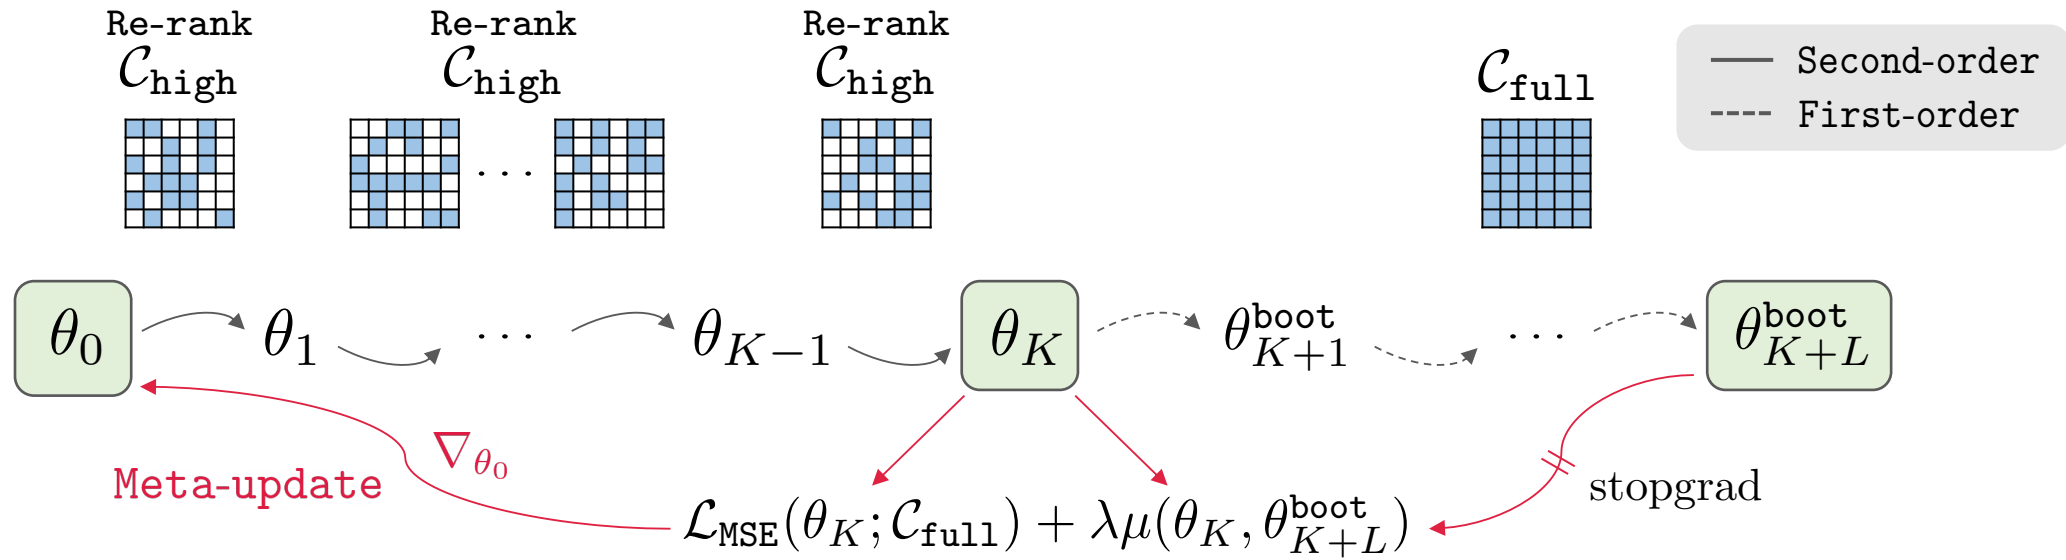 Re-rank Re-rank Re-rank
𝒞_high 𝒞_high 𝒞_high 𝒞_full
Second-order
First-order
· · ·
θ_0 θ_1 · · · θ_{K−1} θ_K θ^boot_{K+1} · · · θ^boot_{K+L}
∇_{θ_0}
Meta-update
stopgrad
ℒ_MSE(θ_K; 𝒞_full) + λμ(θ_K, θ^boot_{K+L})